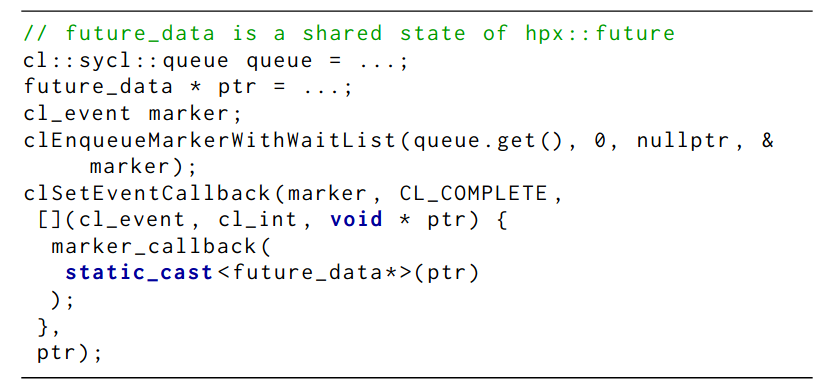 // future_data is a shared state of hpx::future
cl::sycl::queue queue = ...;
future_data * ptr = ...;
cl_event marker;
clEnqueueMarkerWithWaitList(queue.get(), 0, nullptr, &
marker);
clSetEventCallback(marker, CL_COMPLETE,
[](cl_event, cl_int, void * ptr) {
marker_callback(
static_cast<future_data*>(ptr)
);
},
ptr);